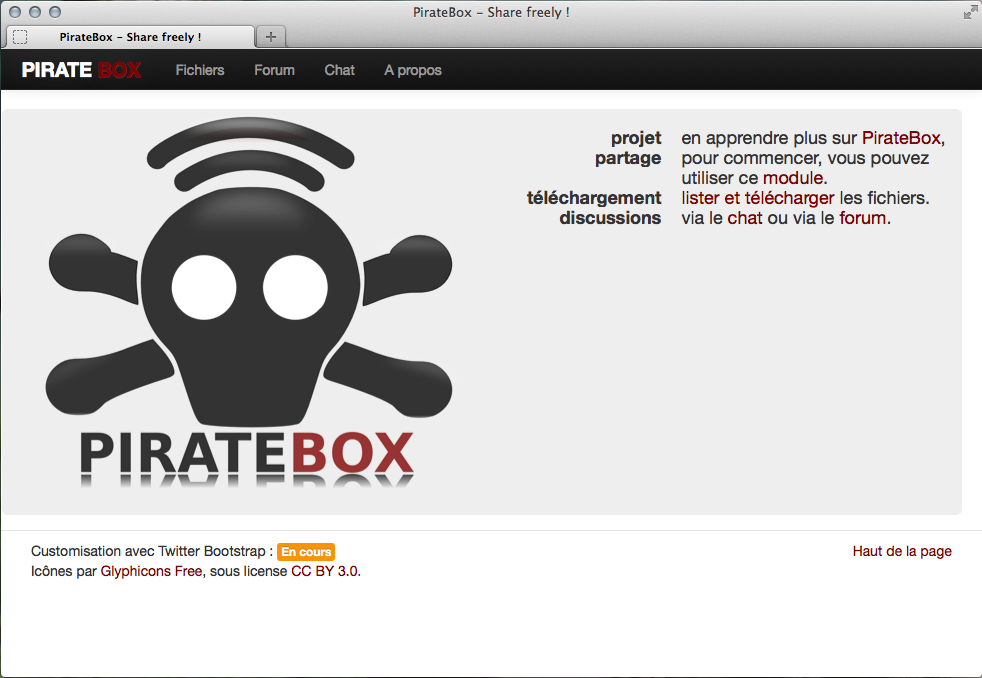 PirateBox – Share freely !
PirateBox – Share freely !
PIRATE BOX Fichiers Forum Chat A propos
projet en apprendre plus sur PirateBox,
partage pour commencer, vous pouvez
utiliser ce module.
téléchargement lister et télécharger les fichiers.
discussions via le chat ou via le forum.
PIRATEBOX
Customisation avec Twitter Bootstrap : En cours Haut de la page
Icônes par Glyphicons Free, sous license CC BY 3.0.